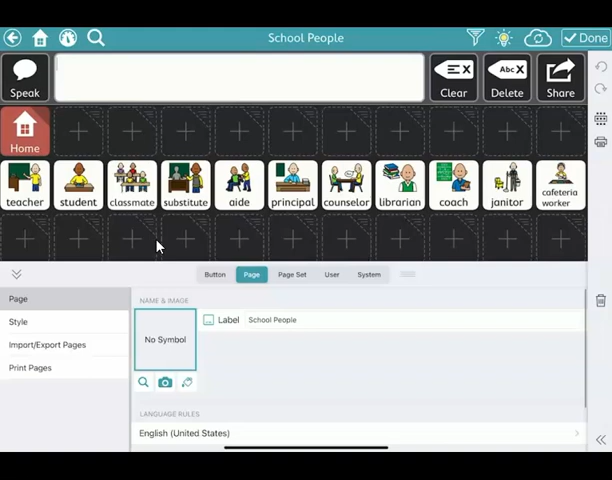 School People
Done
Speak
Clear
Abc X
Delete
Share
Home
teacher
student
classmate
substitute
aide
principal
counselor
librarian
coach
janitor
cafeteria
worker
Button
Page
Page Set
User
System
Page
Style
Import/Export Pages
Print Pages
NAME & IMAGE
No Symbol
Label
School People
LANGUAGE RULES
English (United States)